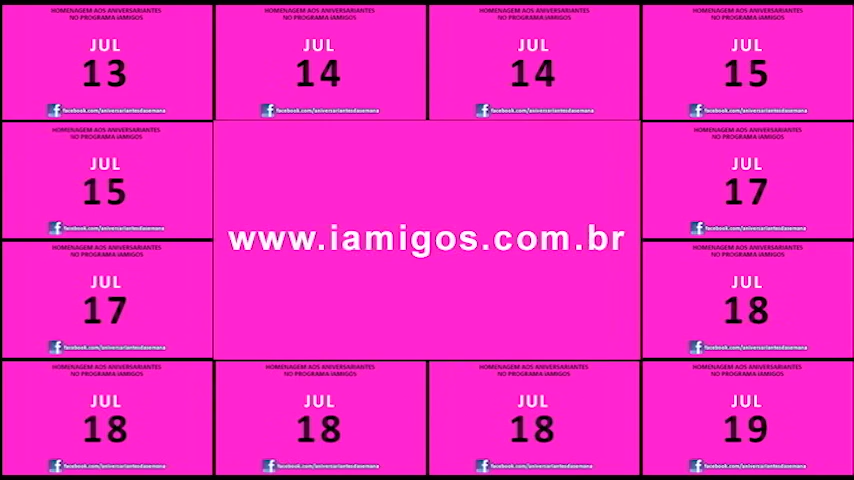 HOMENAGEM AOS ANIVERSARIANTES
NO PROGRAMA iAMIGOS
JUL
13
facebook.com/aniversariantesdasemana
HOMENAGEM AOS ANIVERSARIANTES
NO PROGRAMA iAMIGOS
JUL
14
facebook.com/aniversariantesdasemana
HOMENAGEM AOS ANIVERSARIANTES
NO PROGRAMA iAMIGOS
JUL
14
facebook.com/aniversariantesdasemana
HOMENAGEM AOS ANIVERSARIANTES
NO PROGRAMA iAMIGOS
JUL
15
facebook.com/aniversariantesdasemana
HOMENAGEM AOS ANIVERSARIANTES
NO PROGRAMA iAMIGOS
JUL
15
facebook.com/aniversariantesdasemana
HOMENAGEM AOS ANIVERSARIANTES
NO PROGRAMA iAMIGOS
JUL
17
facebook.com/aniversariantesdasemana
www.iamigos.com.br
HOMENAGEM AOS ANIVERSARIANTES
NO PROGRAMA iAMIGOS
JUL
17
facebook.com/aniversariantesdasemana
HOMENAGEM AOS ANIVERSARIANTES
NO PROGRAMA iAMIGOS
JUL
18
facebook.com/aniversariantesdasemana
HOMENAGEM AOS ANIVERSARIANTES
NO PROGRAMA iAMIGOS
JUL
18
facebook.com/aniversariantesdasemana
HOMENAGEM AOS ANIVERSARIANTES
NO PROGRAMA iAMIGOS
JUL
18
facebook.com/aniversariantesdasemana
HOMENAGEM AOS ANIVERSARIANTES
NO PROGRAMA iAMIGOS
JUL
18
facebook.com/aniversariantesdasemana
HOMENAGEM AOS ANIVERSARIANTES
NO PROGRAMA iAMIGOS
JUL
19
facebook.com/aniversariantesdasemana